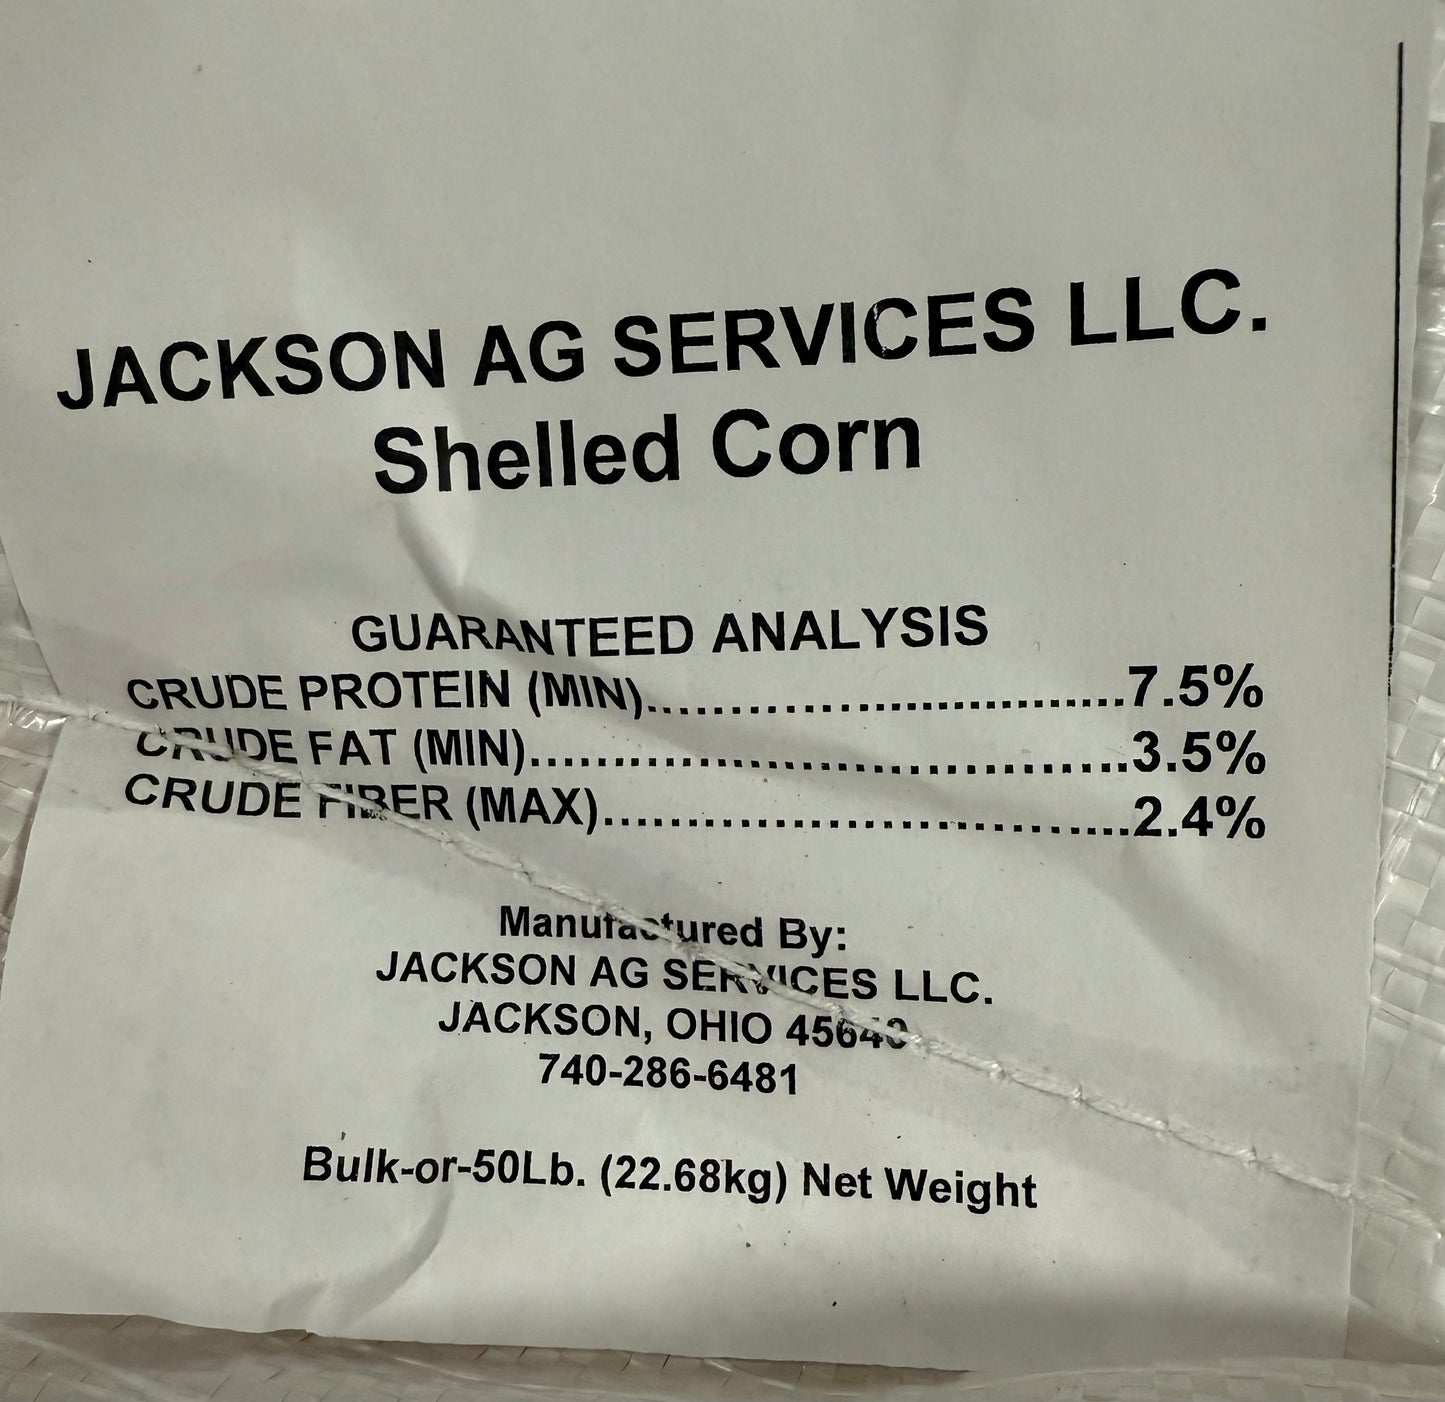 JACKSON AG SERVICES LLC.
Shelled Corn
GUARANTEED ANALYSIS
CRUDE PROTEIN (MIN)..............................7.5%
CRUDE FAT (MIN)....................................3.5%
CRUDE FIBER (MAX)................................2.4%
Manufactured By:
JACKSON AG SERVICES LLC.
JACKSON, OHIO 45640
740-286-6481
Bulk-or-50Lb. (22.68kg) Net Weight